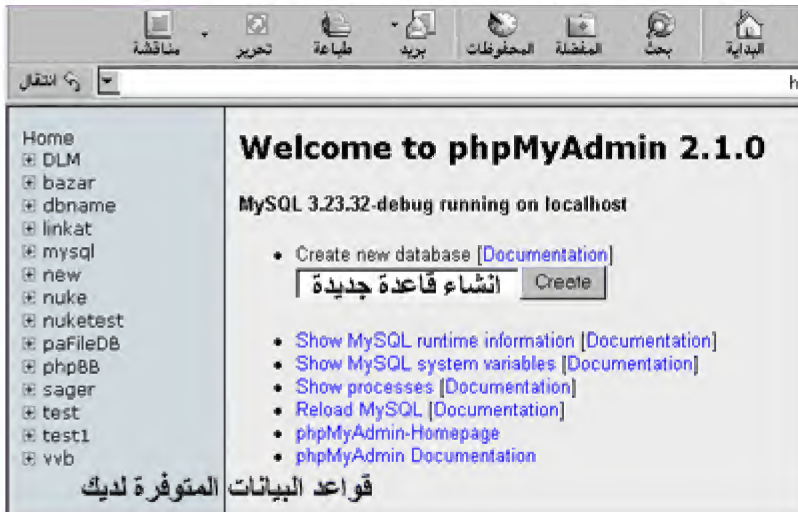 البداية بحث المفضلة المحفوظات بريد طباعة تحرير مناقشة
انتقال
h
Home
DLM
bazar
dbname
linkat
mysql
new
nuke
nuketest
paFileDB
phpBB
sager
test
test1
vvb
Welcome to phpMyAdmin 2.1.0
MySQL 3.23.32-debug running on localhost
Create new database [Documentation]
انشاء قاعدة جديدة Create
Show MySQL runtime information [Documentation]
Show MySQL system variables [Documentation]
Show processes [Documentation]
Reload MySQL [Documentation]
phpMyAdmin-Homepage
phpMyAdmin Documentation
قواعد البيانات المتوفرة لديك